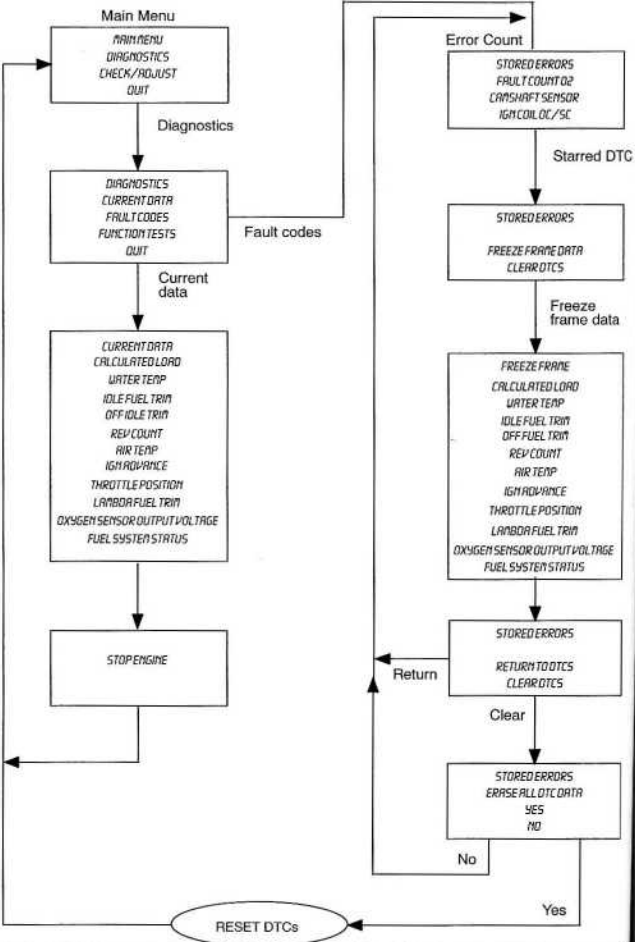 Main Menu
MAIN MENU
DIAGNOSTICS
CHECK/ADJUST
QUIT
Diagnostics
DIAGNOSTICS
CURRENT DATA
FAULT CODES
FUNCTION TESTS
QUIT
Fault codes
Current
data
CURRENT DATA
CALCULATED LOAD
WATER TEMP
IDLE FUEL TRIM
OFF IDLE TRIM
REV COUNT
AIR TEMP
IGN ADVANCE
THROTTLE POSITION
LAMBDA FUEL TRIM
OXYGEN SENSOR OUTPUT VOLTAGE
FUEL SYSTEM STATUS
STOP ENGINE
Error Count
STORED ERRORS
FAULT COUNT 02
CAMSHAFT SENSOR
IGN COIL OC/SC
Starred DTC
STORED ERRORS
FREEZE FRAME DATA
CLEAR DTCS
Freeze
frame data
FREEZE FRAME
CALCULATED LOAD
WATER TEMP
IDLE FUEL TRIM
OFF FUEL TRIM
REV COUNT
AIR TEMP
IGN ADVANCE
THROTTLE POSITION
LAMBDA FUEL TRIM
OXYGEN SENSOR OUTPUT VOLTAGE
FUEL SYSTEM STATUS
STORED ERRORS
RETURN TO DTCS
CLEAR DTCS
Return
Clear
STORED ERRORS
ERASE ALL DTC DATA
YES
NO
No
Yes
RESET DTCs